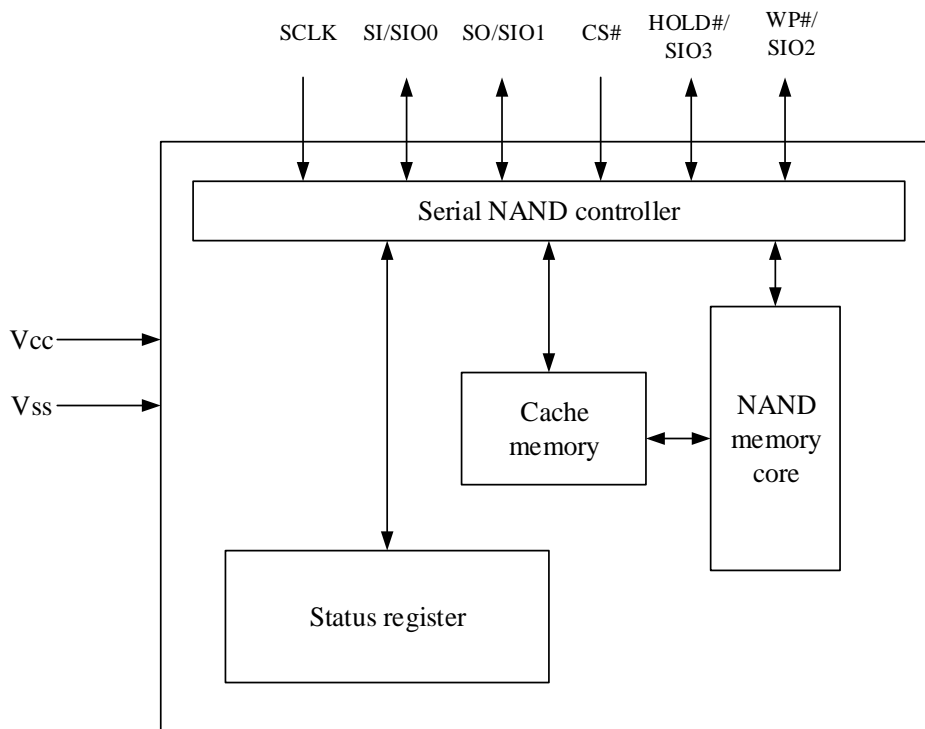 SCLK
SI/SIO0
SO/SIO1
CS#
HOLD#/
SIO3
WP#/
SIO2
Serial NAND controller
Vcc
Vss
Cache
memory
NAND
memory
core
Status register